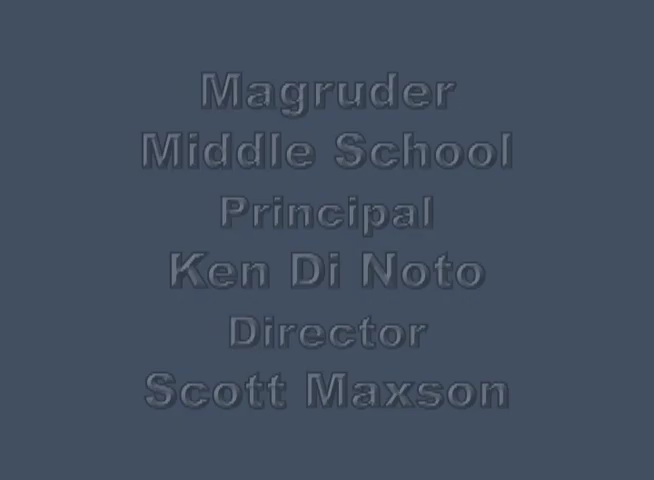 Magruder
Middle School
Principal
Ken Di Noto
Director
Scott Maxson